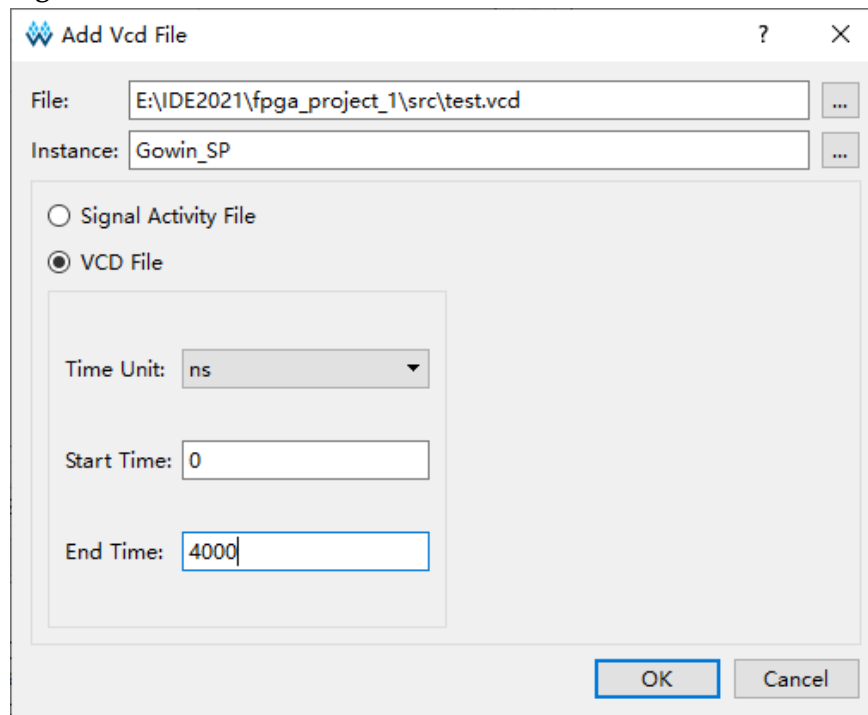 Add Vcd File ? X
File: E:\IDE2021\fpga_project_1\src\test.vcd ...
Instance: Gowin_SP ...
Signal Activity File
VCD File
Time Unit: ns
Start Time: 0
End Time: 4000
OK Cancel